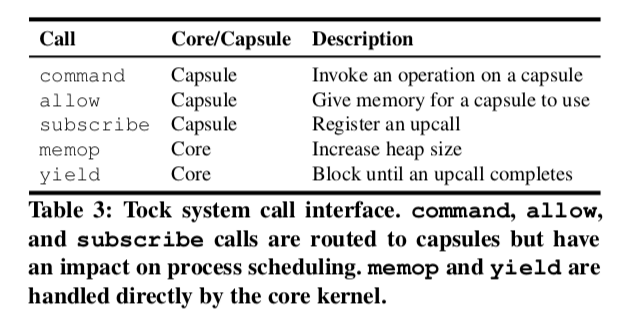 Call Core/Capsule Description
command Capsule Invoke an operation on a capsule
allow Capsule Give memory for a capsule to use
subscribe Capsule Register an upcall
memop Core Increase heap size
yield Core Block until an upcall completes
Table 3: Tock system call interface. command, allow,
and subscribe calls are routed to capsules but have
an impact on process scheduling. memop and yield are
handled directly by the core kernel.